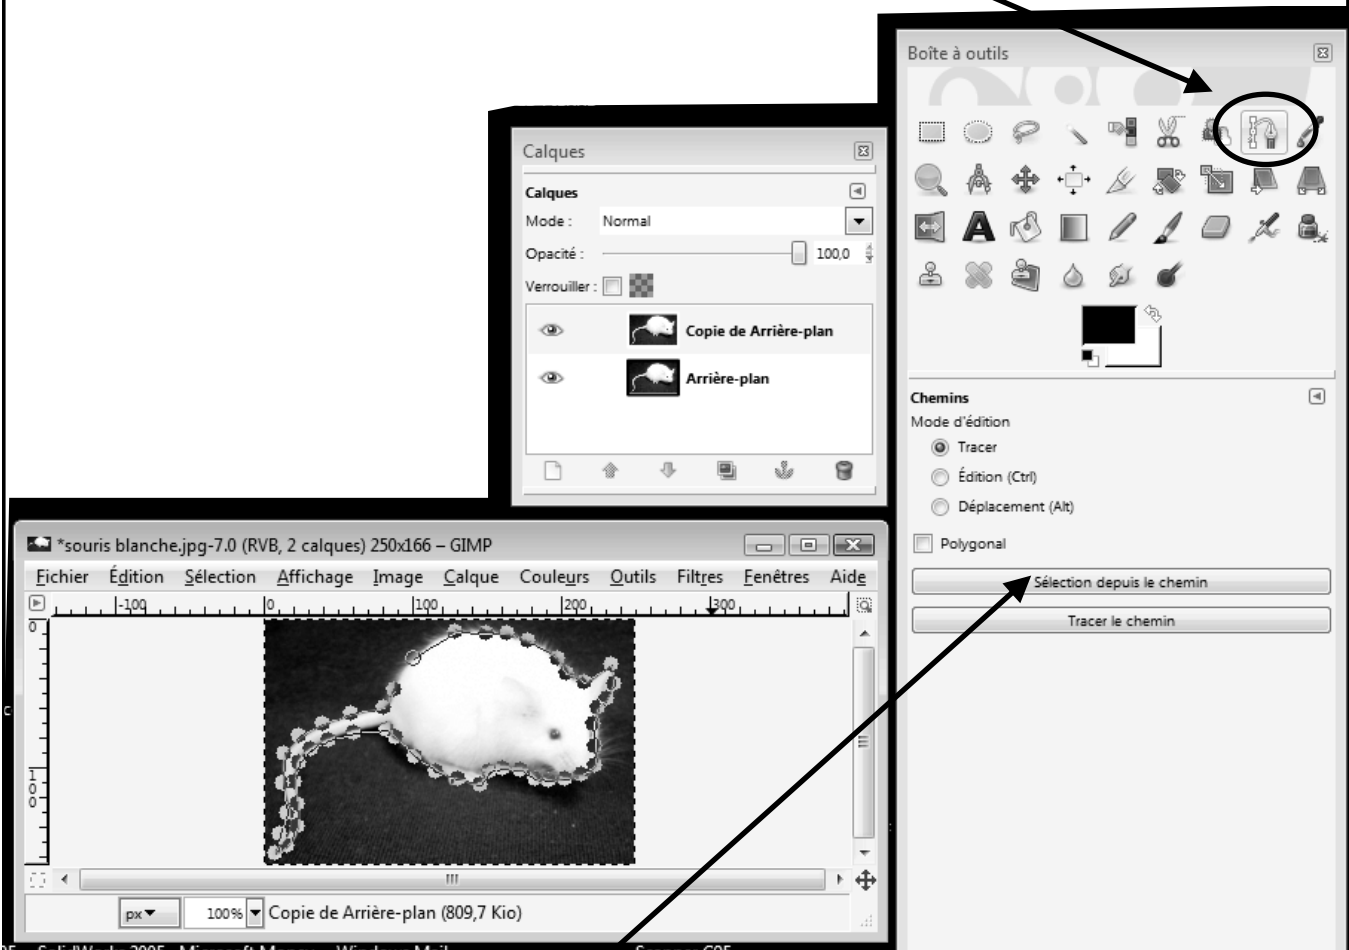 Boîte à outils
Calques
Calques
Mode :
Normal
Opacité :
100,0
Verrouiller :
Copie de Arrière-plan
Arrière-plan
Chemins
Mode d'édition
Tracer
Édition (Ctrl)
Déplacement (Alt)
Polygonal
Sélection depuis le chemin
Tracer le chemin
*souris blanche.jpg-7.0 (RVB, 2 calques) 250x166 – GIMP
Fichier Édition Sélection Affichage Image Calque Couleurs Outils Filtres Fenêtres Aide
-100 0 100 200 300
0
100
px 100% Copie de Arrière-plan (809,7 Kio)